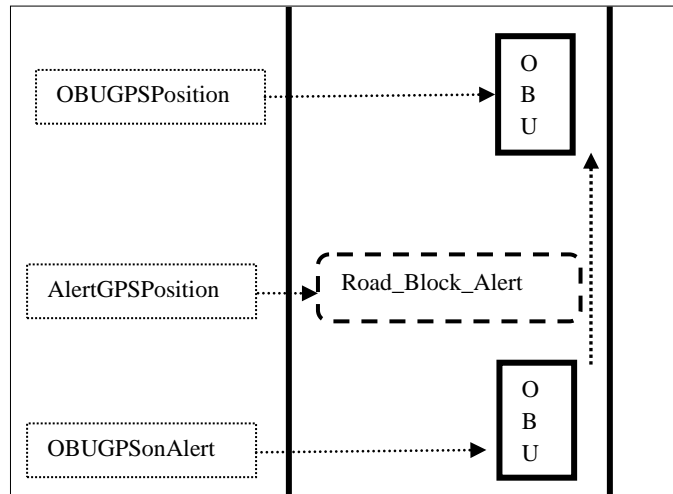 OBUGPSPosition
O
B
U
AlertGPSPosition
Road_Block_Alert
OBUGPSonAlert
O
B
U